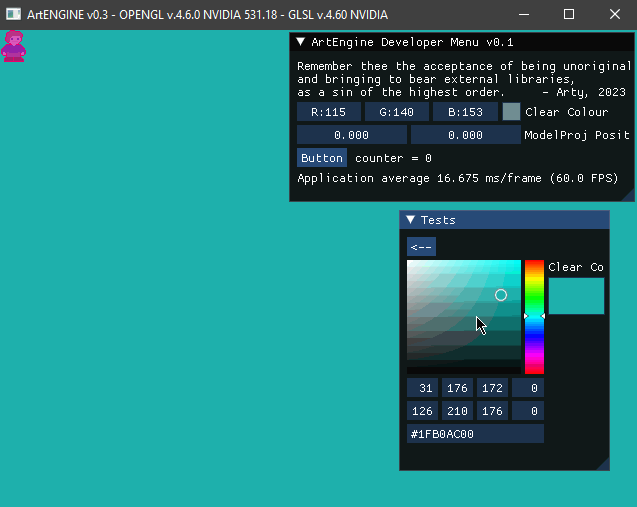 ArtENGINE v0.3 - OPENGL v.4.6.0 NVIDIA 531.18 - GLSL v.4.60 NVIDIA
ArtEngine Developer Menu v0.1
Remember thee the acceptance of being unoriginal
and bringing to bear external libraries,
as a sin of the highest order. - Arty, 2023
R:115 G:140 B:153 Clear Colour
0.000 0.000 ModelProj Posit
Button counter = 0
Application average 16.675 ms/frame (60.0 FPS)
Tests
<--
Clear Co
31 176 172 0
126 210 176 0
#1FB0AC00